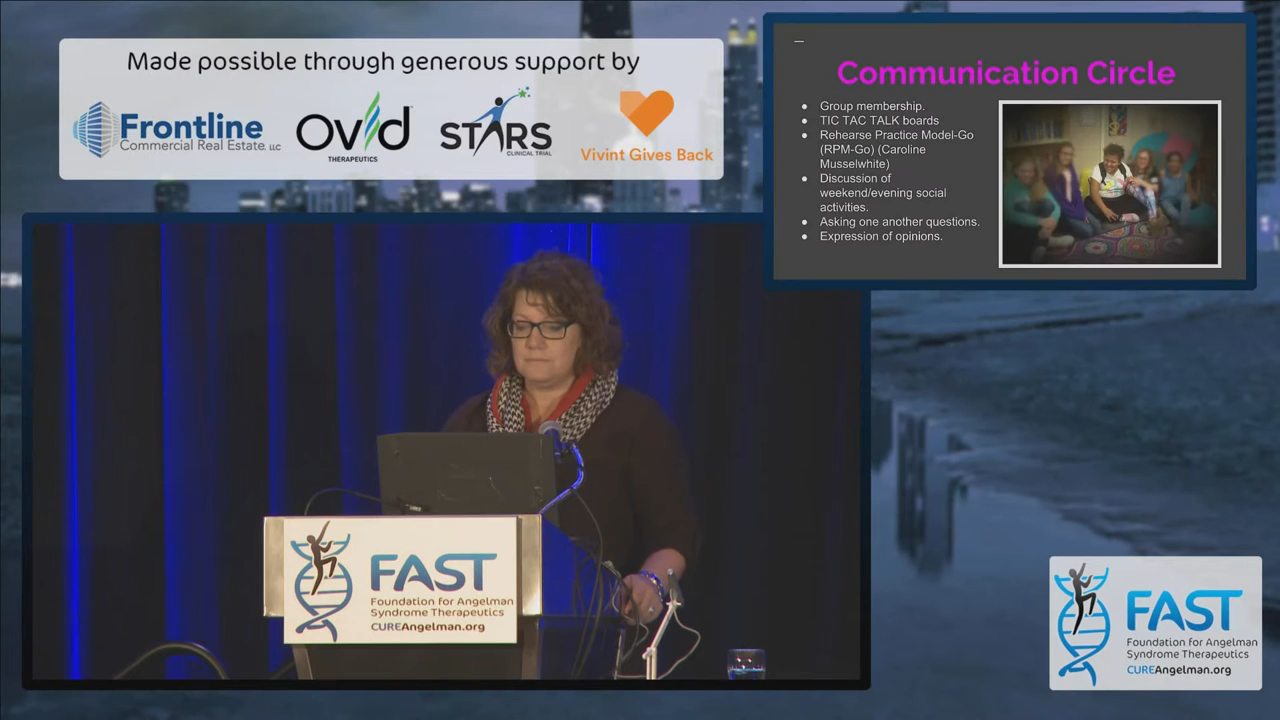 Made possible through generous support by
Frontline
Commercial Real Estate, LLC
OVID
THERAPEUTICS
STARS
CLINICAL TRIAL
Vivint Gives Back
Communication Circle
● Group membership.
● TIC TAC TALK boards
● Rehearse Practice Model-Go
(RPM-Go) (Caroline
Musselwhite)
● Discussion of
weekend/evening social
activities.
● Asking one another questions.
● Expression of opinions.
FAST
Foundation for Angelman
Syndrome Therapeutics
CUREAngelman.org
FAST
Foundation for Angelman
Syndrome Therapeutics
CUREAngelman.org